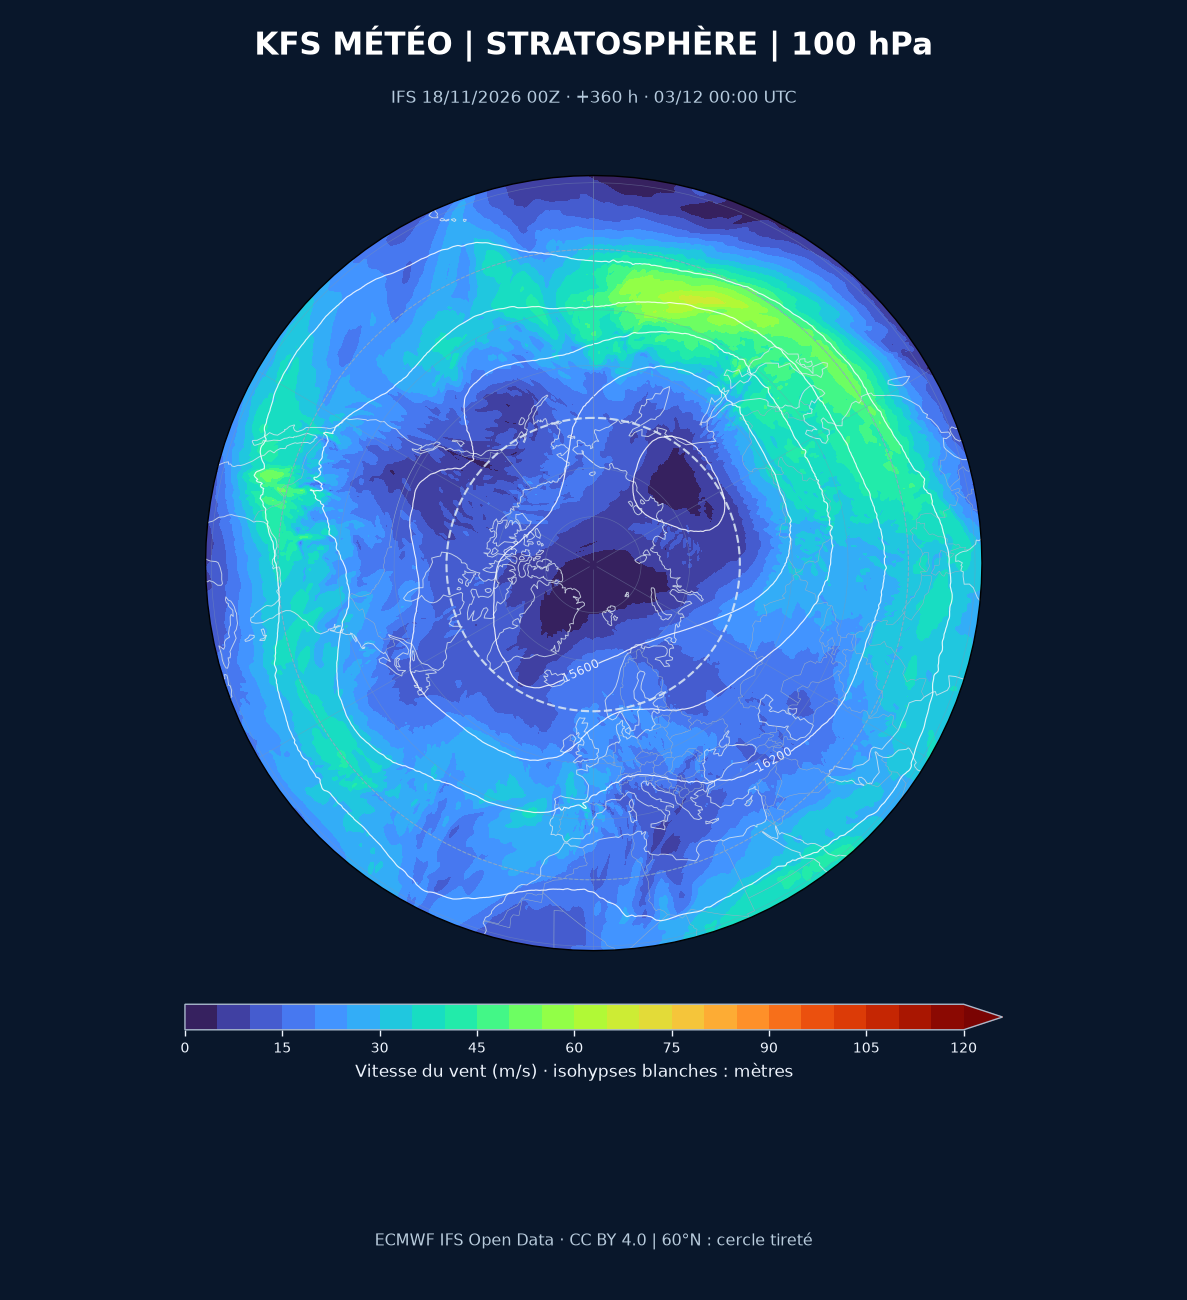 KFS MÉTÉO | STRATOSPHÈRE | 100 hPa
IFS 18/11/2026 00Z · +360 h · 03/12 00:00 UTC
15600
16200
0 15 30 45 60 75 90 105 120
Vitesse du vent (m/s) · isohypses blanches : mètres
ECMWF IFS Open Data · CC BY 4.0 | 60°N : cercle tireté